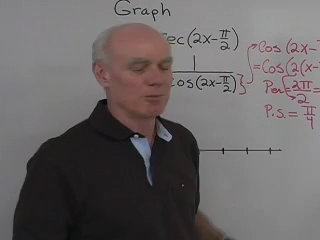 Graph
sec(2x-π/2)
1
cos(2x-π/2)
Cos(2x-
=Cos(2(x-
Per=2π/2=
P.S.=π/4